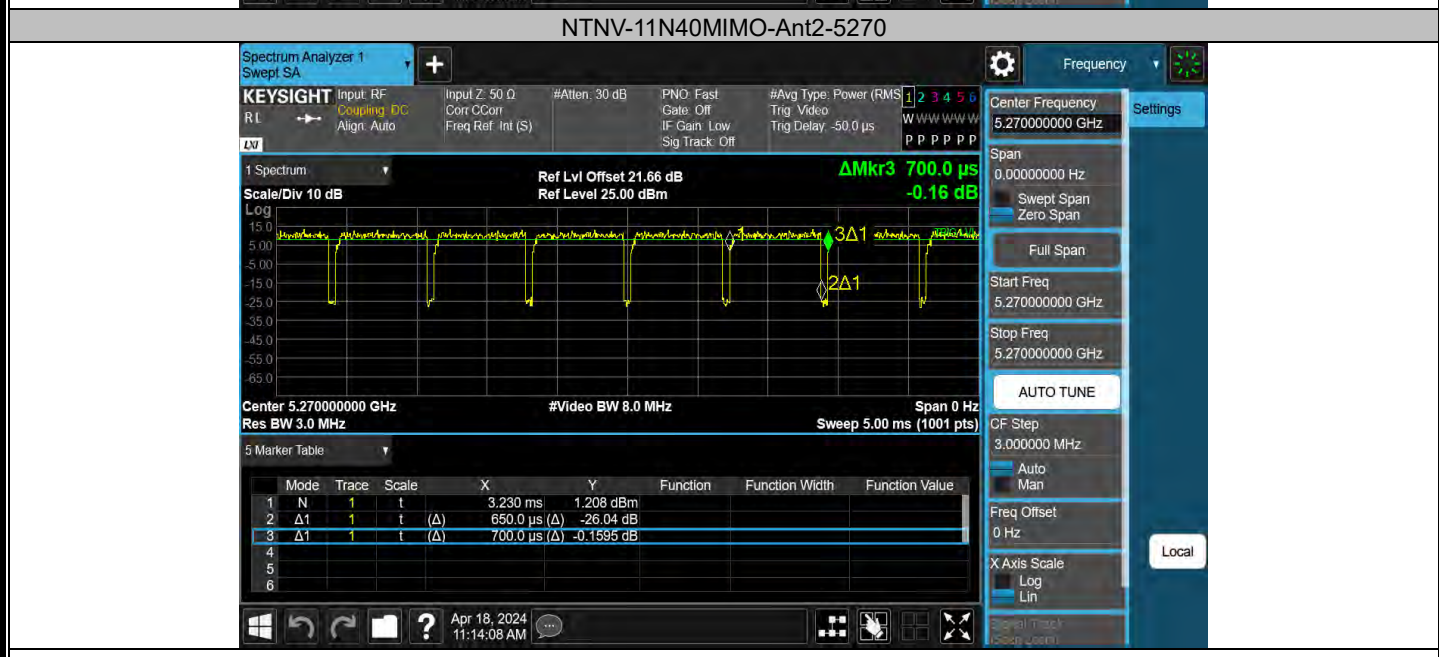 NTNV-11N40MIMO-Ant2-5270
Spectrum Analyzer 1
Swept SA
Frequency
KEYSIGHT
RL
LXI
Input: RF
Coupling: DC
Align: Auto
Input Z: 50 Ω
Corr CCorr
Freq Ref: Int (S)
#Atten: 30 dB
PNO: Fast
Gate: Off
IF Gain: Low
Sig Track: Off
#Avg Type: Power (RMS
Trig: Video
Trig Delay: -50.0 µs
1 2 3 4 5 6
W W W W W W
P P P P P P
Center Frequency
5.270000000 GHz
Settings
Span
0.00000000 Hz
Swept Span
Zero Span
Full Span
Start Freq
5.270000000 GHz
Stop Freq
5.270000000 GHz
AUTO TUNE
CF Step
3.000000 MHz
Auto
Man
Freq Offset
0 Hz
X Axis Scale
Log
Lin
Signal Track
(Span Zoom)
Local
1 Spectrum
Scale/Div 10 dB
Ref Lvl Offset 21.66 dB
Ref Level 25.00 dBm
ΔMkr3 700.0 µs
-0.16 dB
Log
15.0
5.00
-5.00
-15.0
-25.0
-35.0
-45.0
-55.0
-65.0
1
3Δ1
2Δ1
Center 5.270000000 GHz
#Video BW 8.0 MHz
Span 0 Hz
Res BW 3.0 MHz
Sweep 5.00 ms (1001 pts)
5 Marker Table
Mode Trace Scale X Y Function Function Width Function Value
1 N 1 t 3.230 ms 1.208 dBm
2 Δ1 1 t (Δ) 650.0 µs (Δ) -26.04 dB
3 Δ1 1 t (Δ) 700.0 µs (Δ) -0.1595 dB
4
5
6
?
Apr 18, 2024
11:14:08 AM